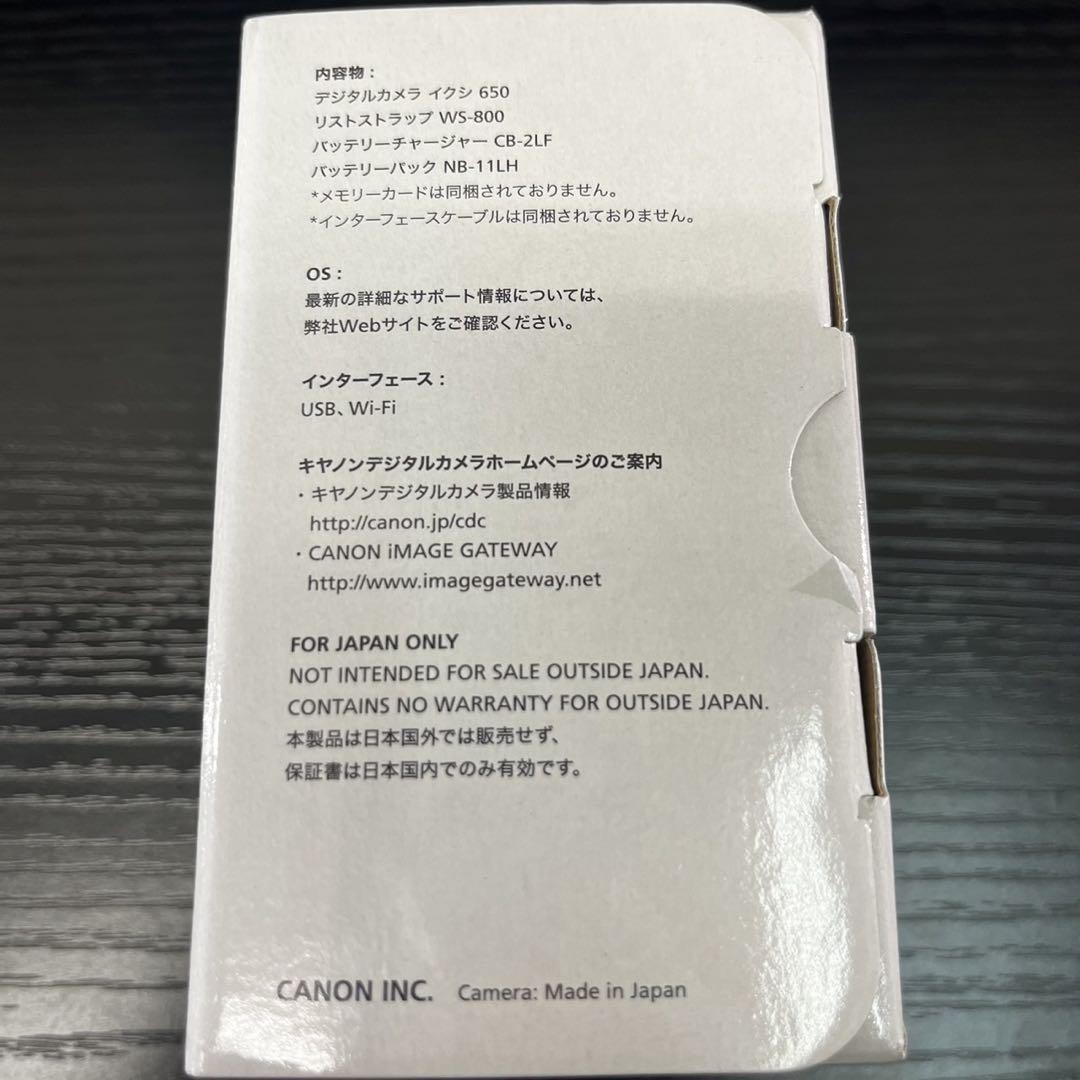 内容物：
デジタルカメラ イクシ 650
リストストラップ WS-800
バッテリーチャージャー CB-2LF
バッテリーパック NB-11LH
*メモリーカードは同梱されておりません。
*インターフェースケーブルは同梱されておりません。
OS：
最新の詳細なサポート情報については、
弊社Webサイトをご確認ください。
インターフェース：
USB、Wi-Fi
キヤノンデジタルカメラホームページのご案内
・キヤノンデジタルカメラ製品情報
http://canon.jp/cdc
・CANON iMAGE GATEWAY
http://www.imagegateway.net
FOR JAPAN ONLY
NOT INTENDED FOR SALE OUTSIDE JAPAN.
CONTAINS NO WARRANTY FOR OUTSIDE JAPAN.
本製品は日本国外では販売せず、
保証書は日本国内でのみ有効です。
CANON INC. Camera: Made in Japan